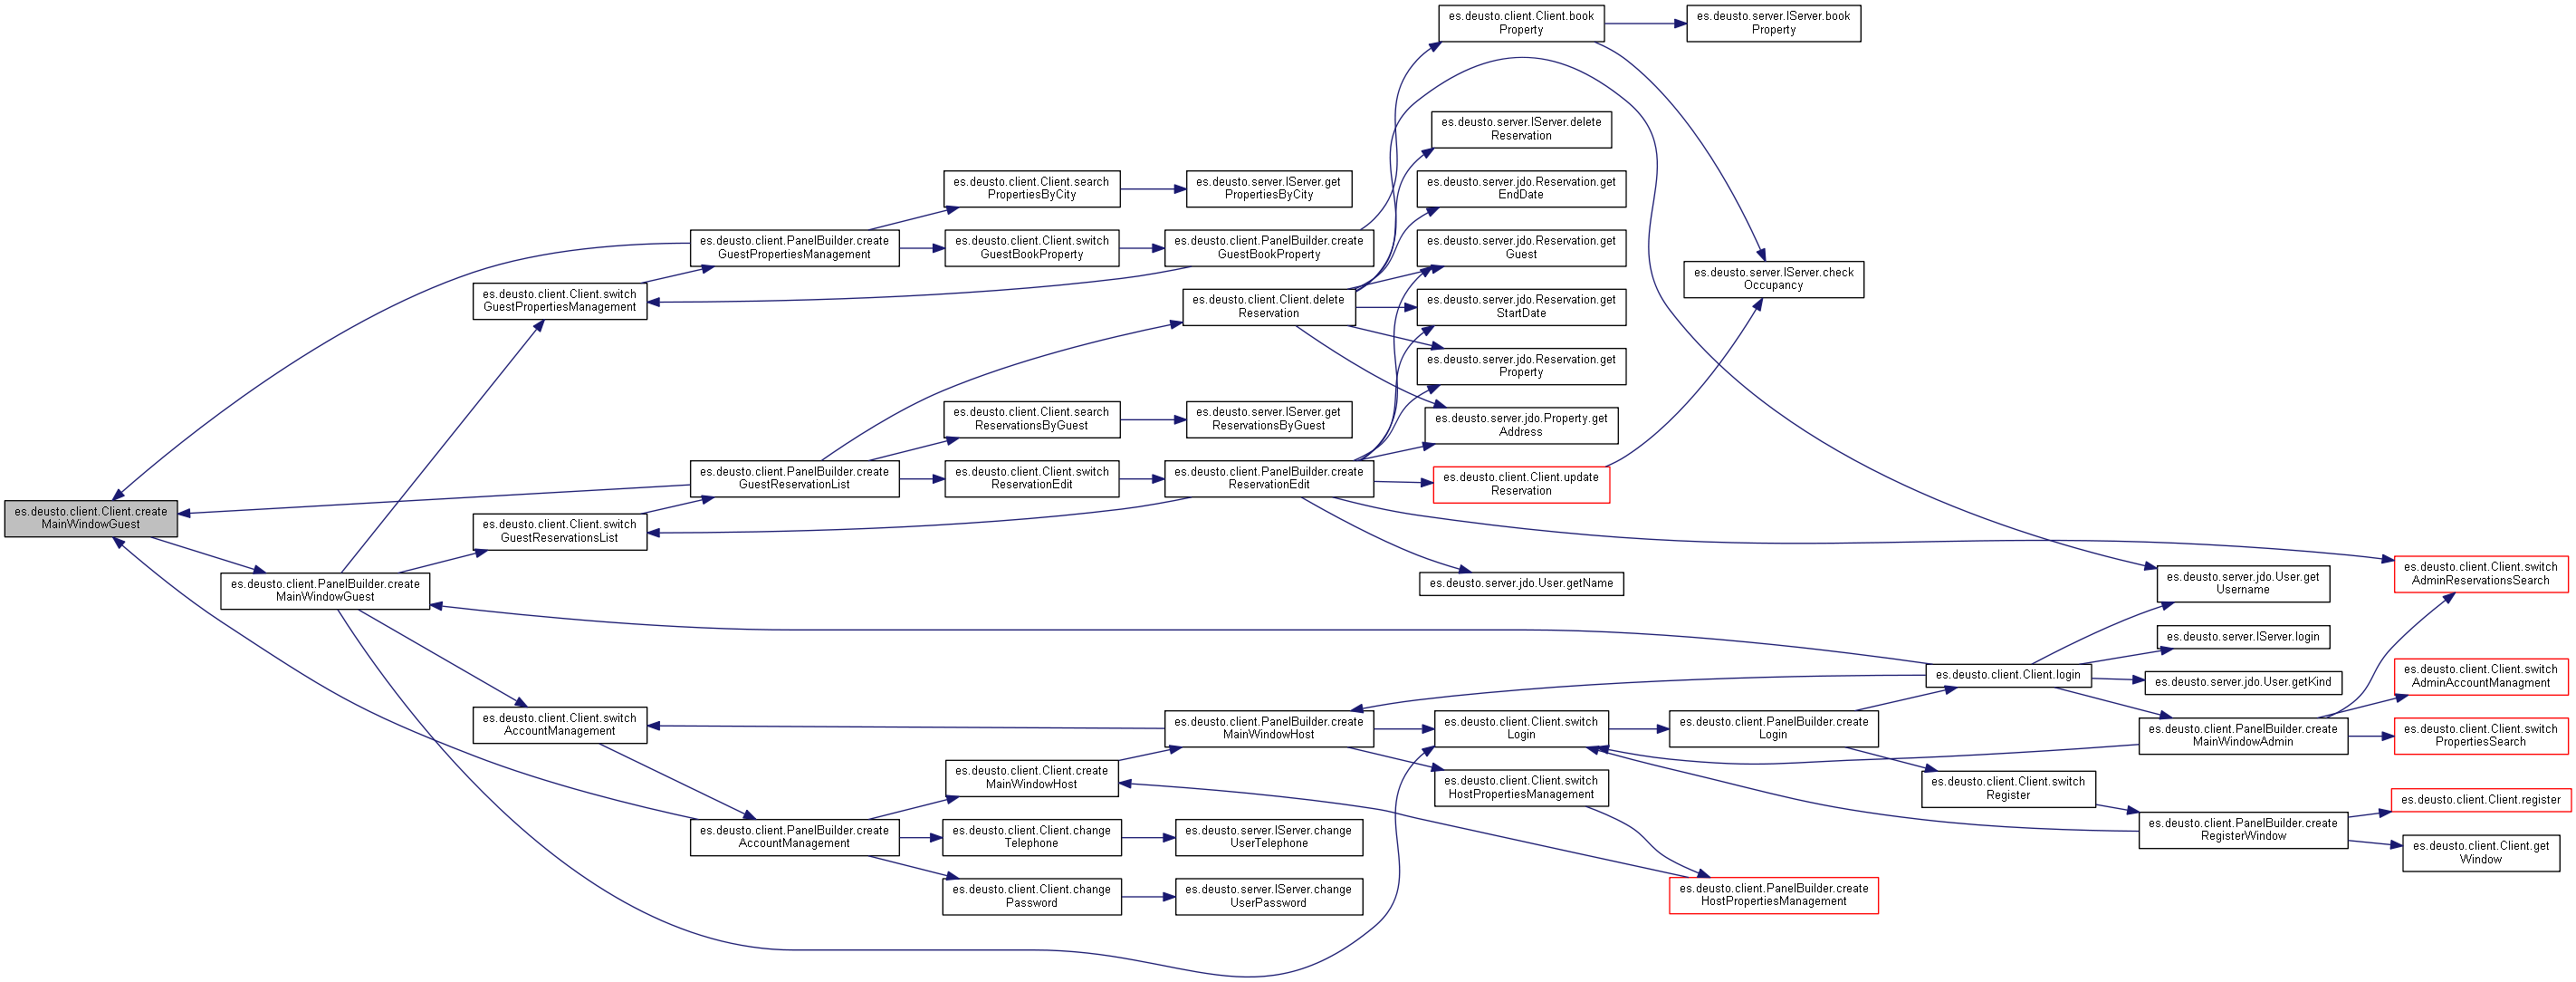 es.deusto.client.Client.book
Property
es.deusto.server.IServer.book
Property
es.deusto.server.IServer.delete
Reservation
es.deusto.client.Client.search
PropertiesByCity
es.deusto.server.IServer.get
PropertiesByCity
es.deusto.server.jdo.Reservation.get
EndDate
es.deusto.client.PanelBuilder.create
GuestPropertiesManagement
es.deusto.client.Client.switch
GuestBookProperty
es.deusto.client.PanelBuilder.create
GuestBookProperty
es.deusto.server.jdo.Reservation.get
Guest
es.deusto.server.IServer.check
Occupancy
es.deusto.client.Client.switch
GuestPropertiesManagement
es.deusto.client.Client.delete
Reservation
es.deusto.server.jdo.Reservation.get
StartDate
es.deusto.server.jdo.Reservation.get
Property
es.deusto.client.Client.search
ReservationsByGuest
es.deusto.server.IServer.get
ReservationsByGuest
es.deusto.server.jdo.Property.get
Address
es.deusto.client.PanelBuilder.create
GuestReservationList
es.deusto.client.Client.switch
ReservationEdit
es.deusto.client.PanelBuilder.create
ReservationEdit
es.deusto.client.Client.update
Reservation
es.deusto.client.Client.create
MainWindowGuest
es.deusto.client.Client.switch
GuestReservationsList
es.deusto.client.PanelBuilder.create
MainWindowGuest
es.deusto.server.jdo.User.getName
es.deusto.server.jdo.User.get
Username
es.deusto.client.Client.switch
AdminReservationsSearch
es.deusto.server.IServer.login
es.deusto.client.Client.login
es.deusto.server.jdo.User.getKind
es.deusto.client.Client.switch
AdminAccountManagment
es.deusto.client.Client.switch
AccountManagement
es.deusto.client.PanelBuilder.create
MainWindowHost
es.deusto.client.Client.switch
Login
es.deusto.client.PanelBuilder.create
Login
es.deusto.client.PanelBuilder.create
MainWindowAdmin
es.deusto.client.Client.switch
PropertiesSearch
es.deusto.client.Client.create
MainWindowHost
es.deusto.client.Client.switch
HostPropertiesManagement
es.deusto.client.Client.switch
Register
es.deusto.client.Client.register
es.deusto.client.PanelBuilder.create
AccountManagement
es.deusto.client.Client.change
Telephone
es.deusto.server.IServer.change
UserTelephone
es.deusto.client.PanelBuilder.create
RegisterWindow
es.deusto.client.Client.get
Window
es.deusto.client.Client.change
Password
es.deusto.server.IServer.change
UserPassword
es.deusto.client.PanelBuilder.create
HostPropertiesManagement